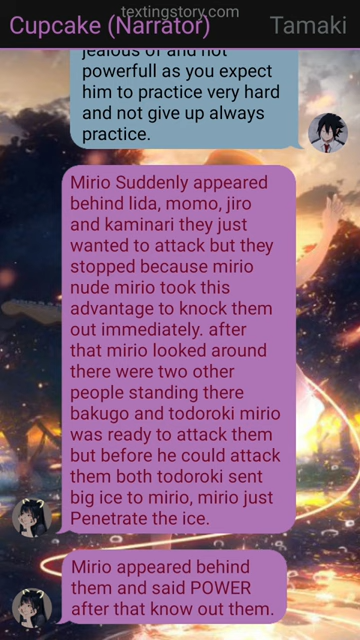 textingstory.com
Cupcake (Narrator) Tamaki
jealous of and not
powerfull as you expect
him to practice very hard
and not give up always
practice.
Mirio Suddenly appeared
behind Iida, momo, jiro
and kaminari they just
wanted to attack but they
stopped because mirio
nude mirio took this
advantage to knock them
out immediately. after
that mirio looked around
there were two other
people standing there
bakugo and todoroki mirio
was ready to attack them
but before he could attack
them both todoroki sent
big ice to mirio, mirio just
Penetrate the ice.
Mirio appeared behind
them and said POWER
after that know out them.